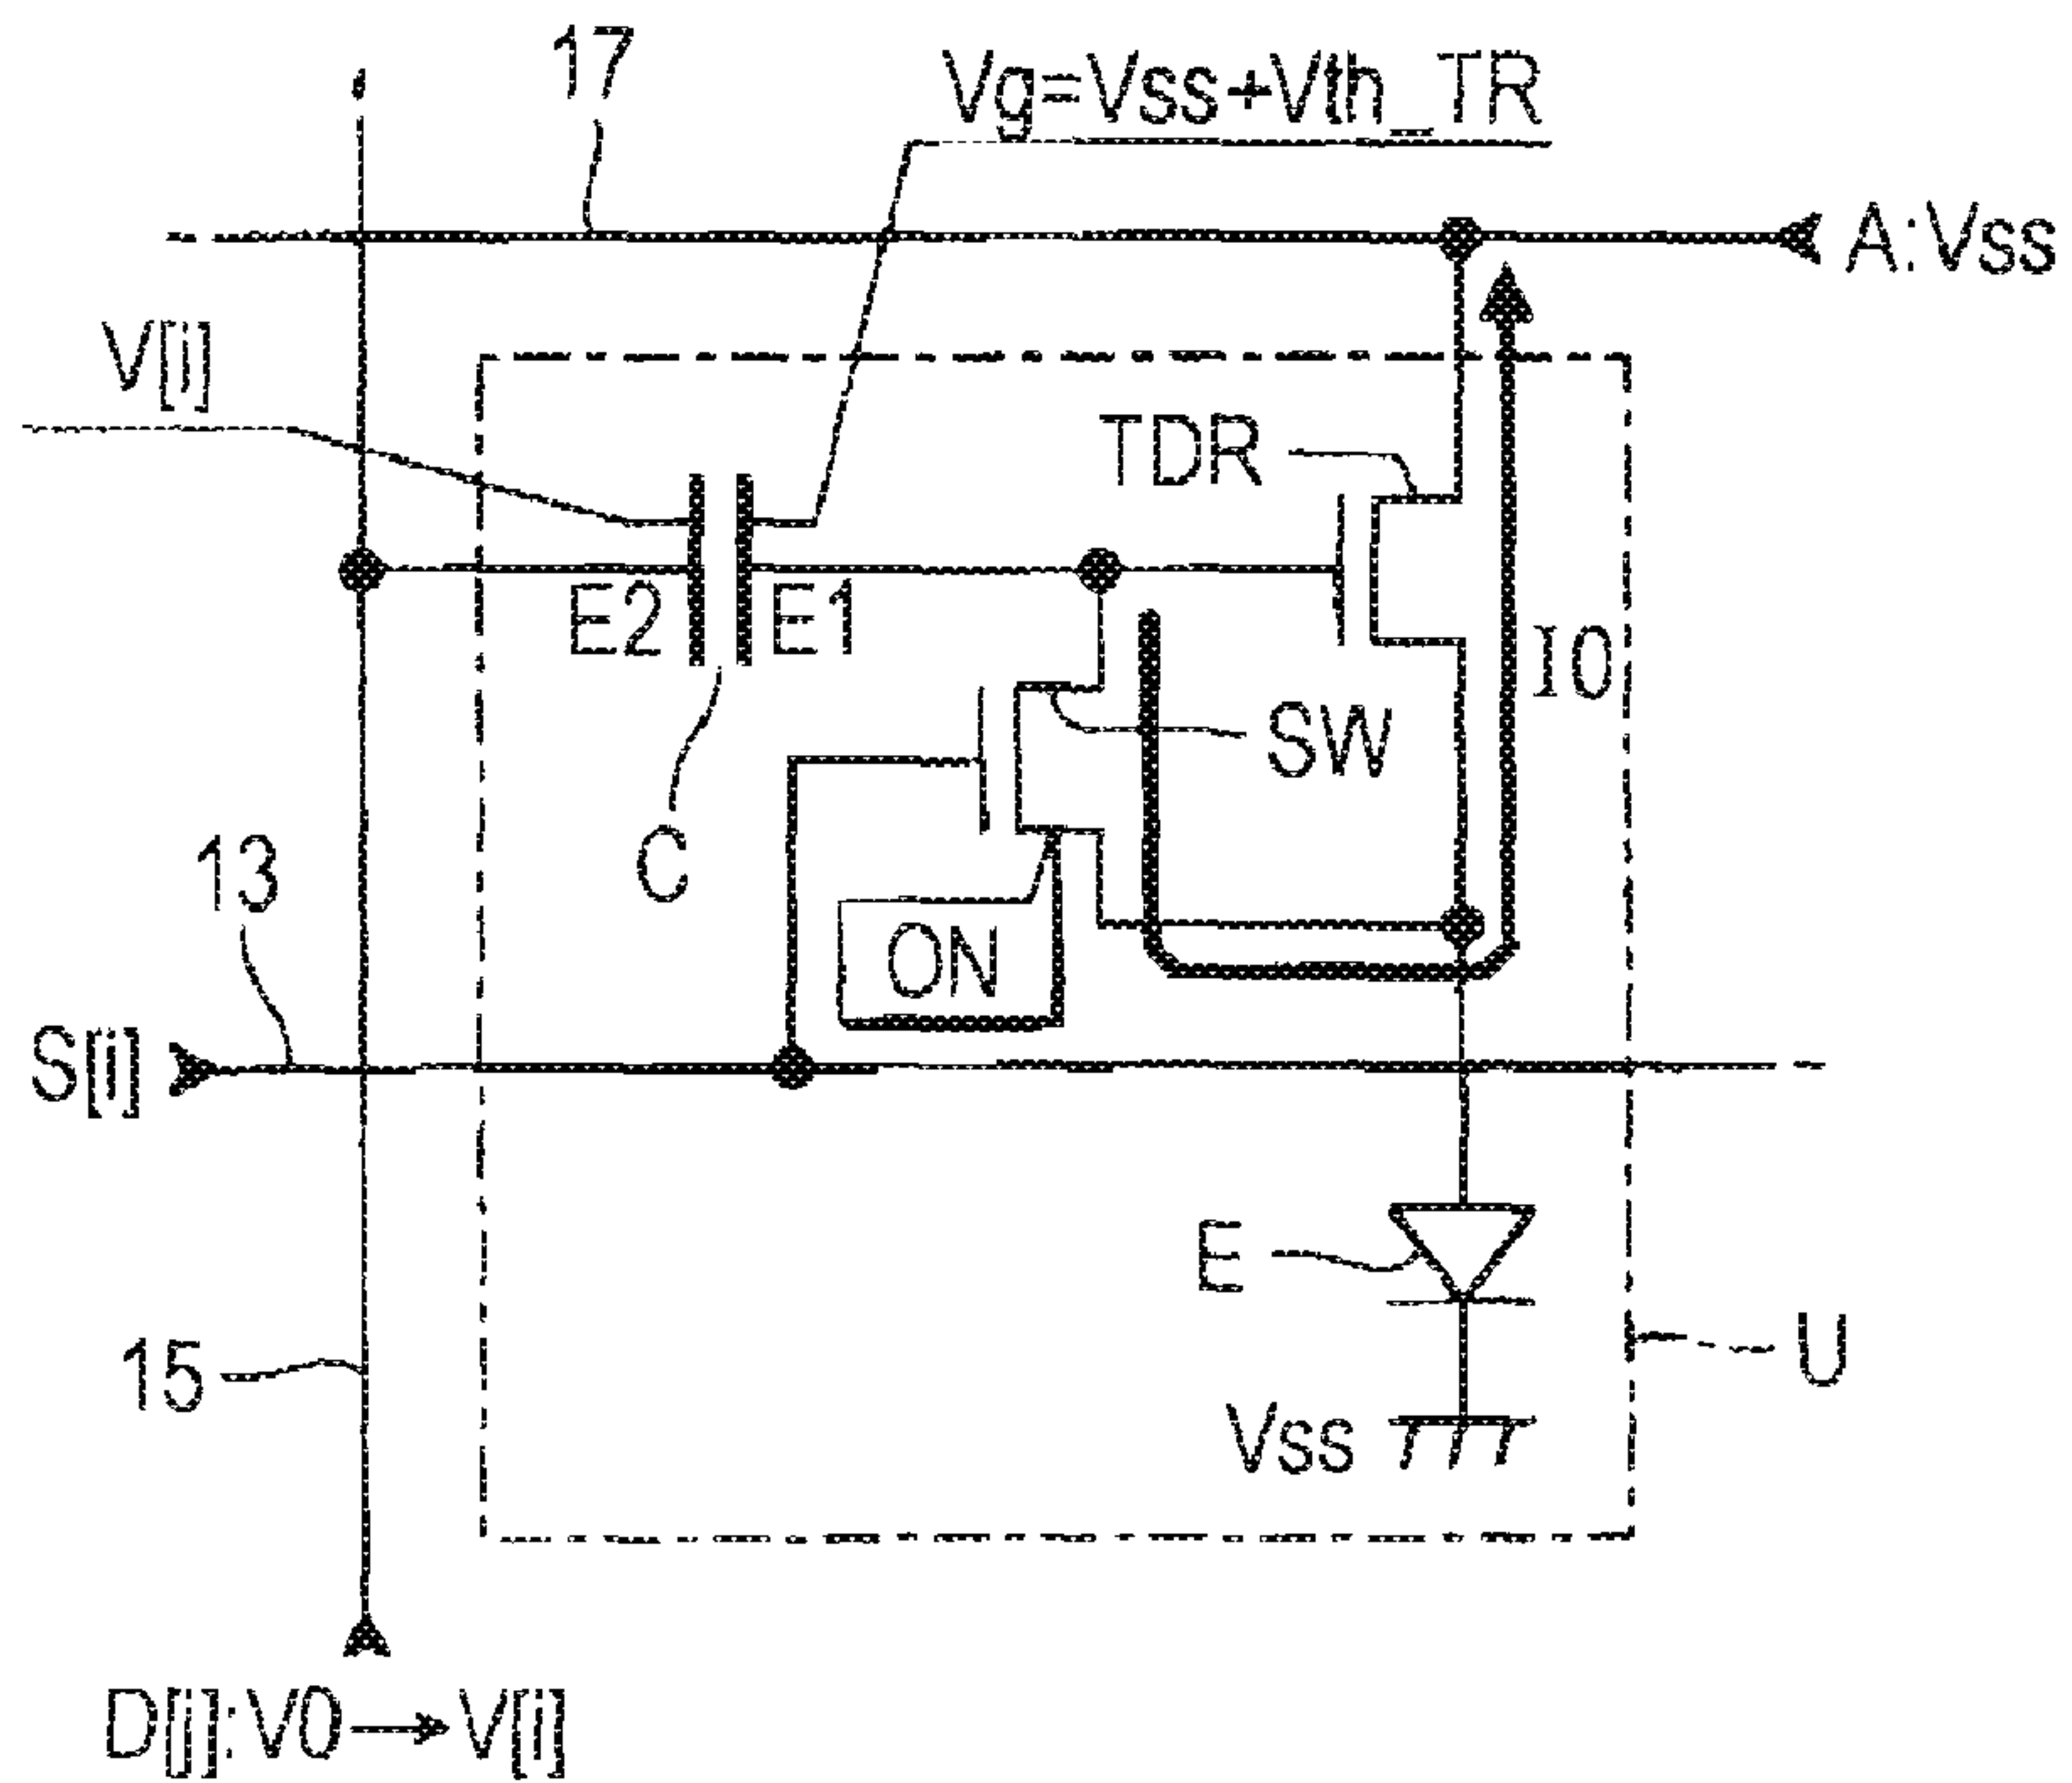 17
Vg=Vss+Vth_TR
A:Vss
V[i]
TDR
E2
E1
I0
SW
C
13
ON
S[i]
E
15
U
Vss
D[j]:V0→V[i]